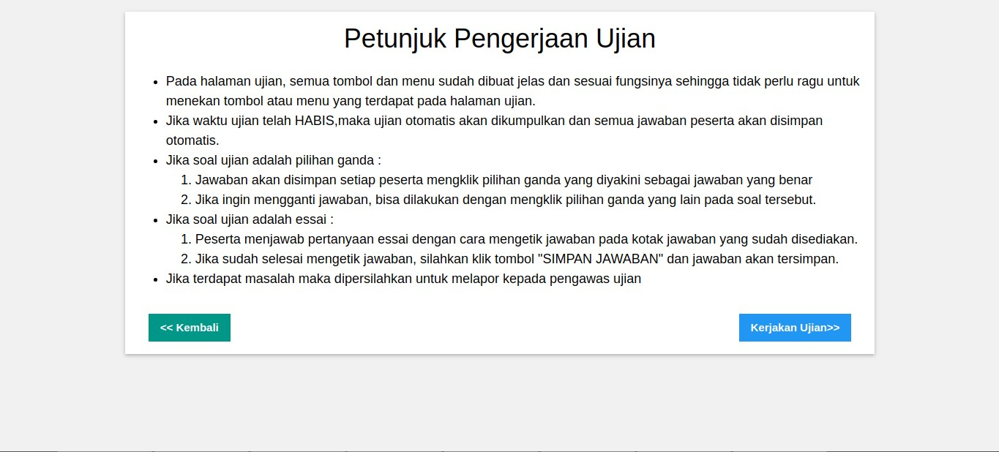 Petunjuk Pengerjaan Ujian
Pada halaman ujian, semua tombol dan menu sudah dibuat jelas dan sesuai fungsinya sehingga tidak perlu ragu untuk
menekan tombol atau menu yang terdapat pada halaman ujian.
Jika waktu ujian telah HABIS,maka ujian otomatis akan dikumpulkan dan semua jawaban peserta akan disimpan
otomatis.
Jika soal ujian adalah pilihan ganda :
1. Jawaban akan disimpan setiap peserta mengklik pilihan ganda yang diyakini sebagai jawaban yang benar
2. Jika ingin mengganti jawaban, bisa dilakukan dengan mengklik pilihan ganda yang lain pada soal tersebut.
Jika soal ujian adalah essai :
1. Peserta menjawab pertanyaan essai dengan cara mengetik jawaban pada kotak jawaban yang sudah disediakan.
2. Jika sudah selesai mengetik jawaban, silahkan klik tombol "SIMPAN JAWABAN" dan jawaban akan tersimpan.
Jika terdapat masalah maka dipersilahkan untuk melapor kepada pengawas ujian
<< Kembali
Kerjakan Ujian>>